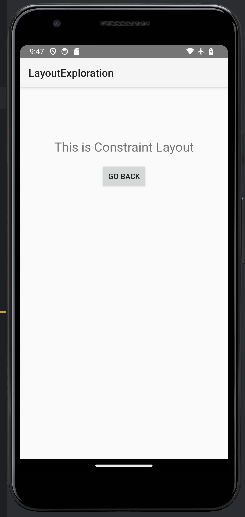 9:47
LayoutExploration
This is Constraint Layout
GO BACK